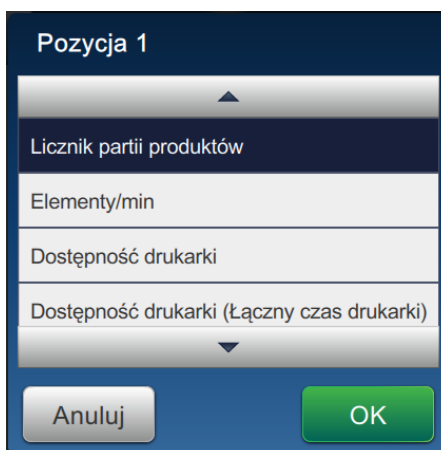 Pozycja 1
Licznik partii produktów
Elementy/min
Dostępność drukarki
Dostępność drukarki (Łączny czas drukarki)
Anuluj
OK